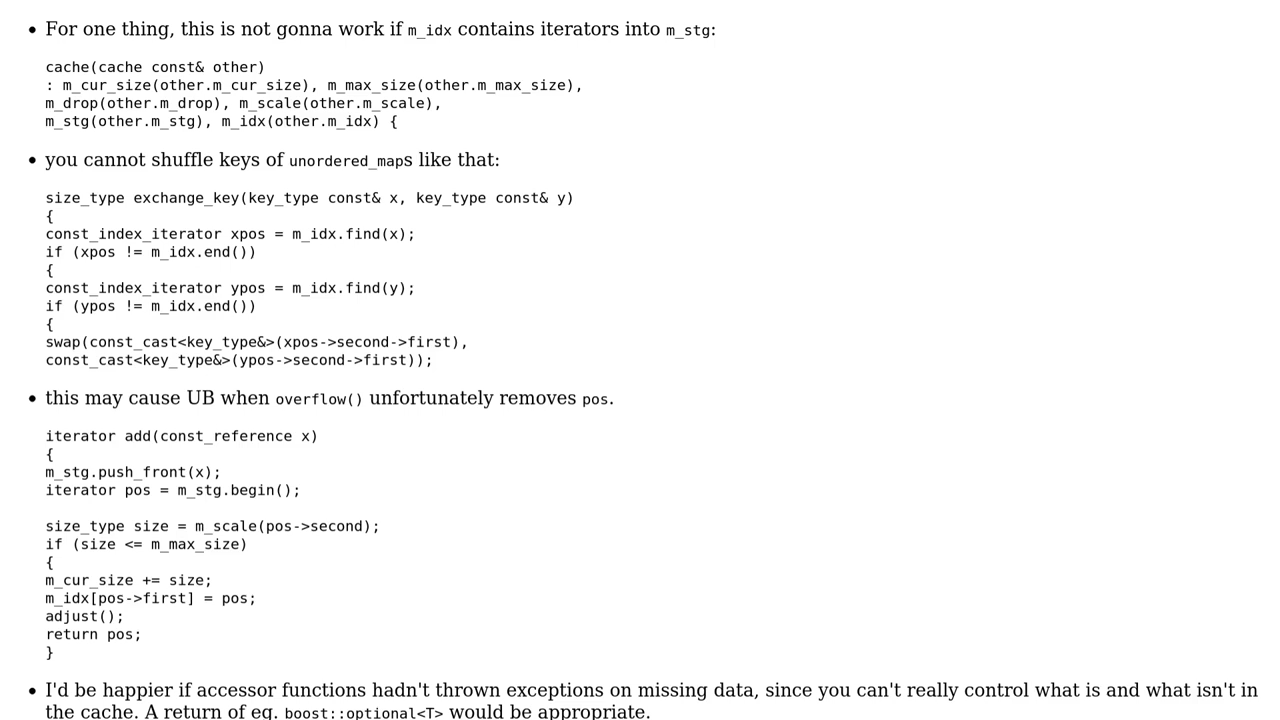 • For one thing, this is not gonna work if m_idx contains iterators into m_stg:
cache(cache const& other)
: m_cur_size(other.m_cur_size), m_max_size(other.m_max_size),
m_drop(other.m_drop), m_scale(other.m_scale),
m_stg(other.m_stg), m_idx(other.m_idx) {
• you cannot shuffle keys of unordered_maps like that:
size_type exchange_key(key_type const& x, key_type const& y)
{
const_index_iterator xpos = m_idx.find(x);
if (xpos != m_idx.end())
{
const_index_iterator ypos = m_idx.find(y);
if (ypos != m_idx.end())
{
swap(const_cast<key_type&>(xpos->second->first),
const_cast<key_type&>(ypos->second->first));
• this may cause UB when overflow() unfortunately removes pos.
iterator add(const_reference x)
{
m_stg.push_front(x);
iterator pos = m_stg.begin();
size_type size = m_scale(pos->second);
if (size <= m_max_size)
{
m_cur_size += size;
m_idx[pos->first] = pos;
adjust();
return pos;
}
• I'd be happier if accessor functions hadn't thrown exceptions on missing data, since you can't really control what is and what isn't in
the cache. A return of eg. boost::optional<T> would be appropriate.